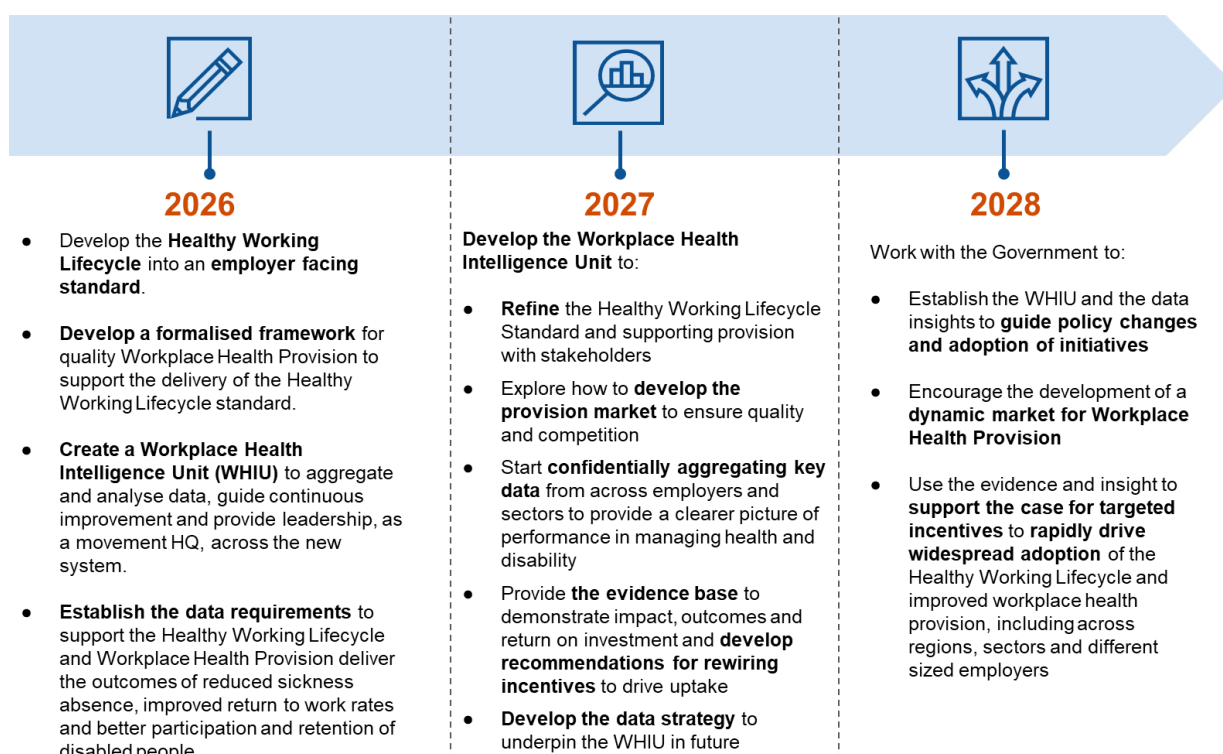 2026
● Develop the Healthy Working
Lifecycle into an employer facing
standard.
● Develop a formalised framework for
quality Workplace Health Provision to
support the delivery of the Healthy
Working Lifecycle standard.
● Create a Workplace Health
Intelligence Unit (WHIU) to aggregate
and analyse data, guide continuous
improvement and provide leadership, as
a movement HQ, across the new
system.
● Establish the data requirements to
support the Healthy Working Lifecycle
and Workplace Health Provision deliver
the outcomes of reduced sickness
absence, improved return to work rates
and better participation and retention of
disabled people
2027
Develop the Workplace Health
Intelligence Unit to:
● Refine the Healthy Working Lifecycle
Standard and supporting provision
with stakeholders
● Explore how to develop the
provision market to ensure quality
and competition
● Start confidentially aggregating key
data from across employers and
sectors to provide a clearer picture of
performance in managing health and
disability
● Provide the evidence base to
demonstrate impact, outcomes and
return on investment and develop
recommendations for rewiring
incentives to drive uptake
● Develop the data strategy to
underpin the WHIU in future
2028
Work with the Government to:
● Establish the WHIU and the data
insights to guide policy changes
and adoption of initiatives
● Encourage the development of a
dynamic market for Workplace
Health Provision
● Use the evidence and insight to
support the case for targeted
incentives to rapidly drive
widespread adoption of the
Healthy Working Lifecycle and
improved workplace health
provision, including across
regions, sectors and different
sized employers